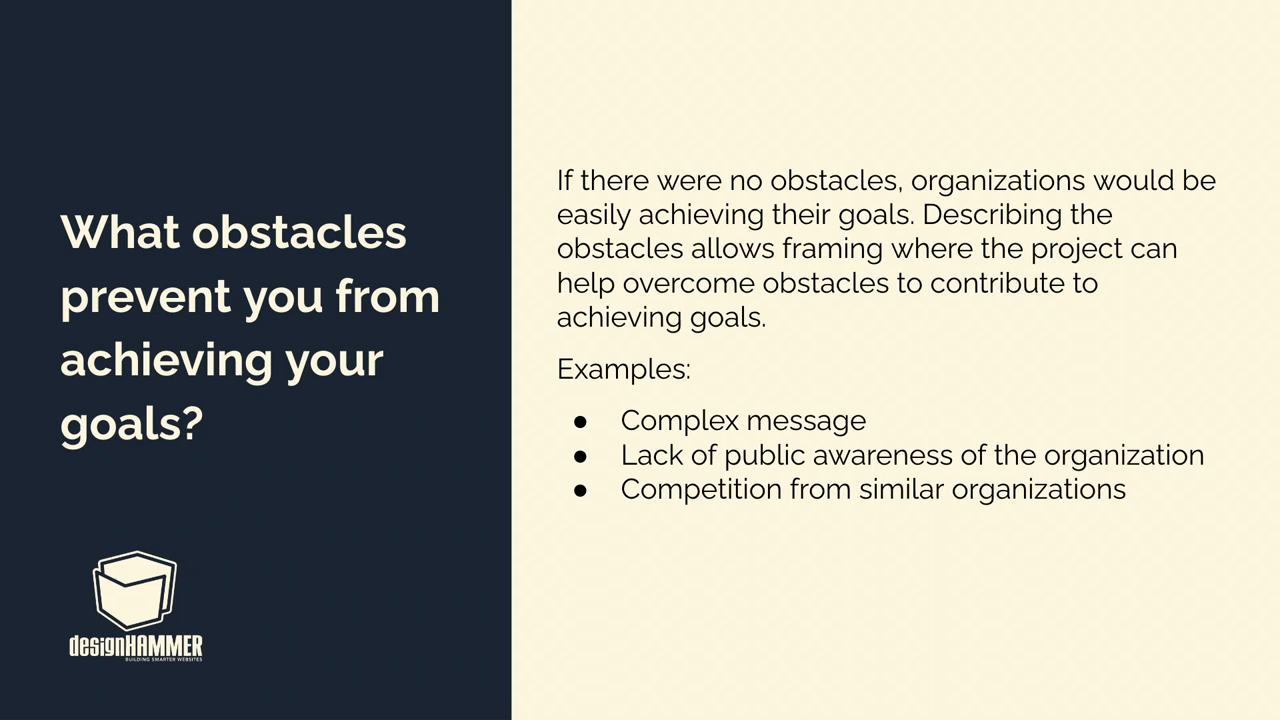 What obstacles
prevent you from
achieving your
goals?
If there were no obstacles, organizations would be
easily achieving their goals. Describing the
obstacles allows framing where the project can
help overcome obstacles to contribute to
achieving goals.
Examples:
● Complex message
● Lack of public awareness of the organization
● Competition from similar organizations
designHAMMER
BUILDING SMARTER WEBSITES